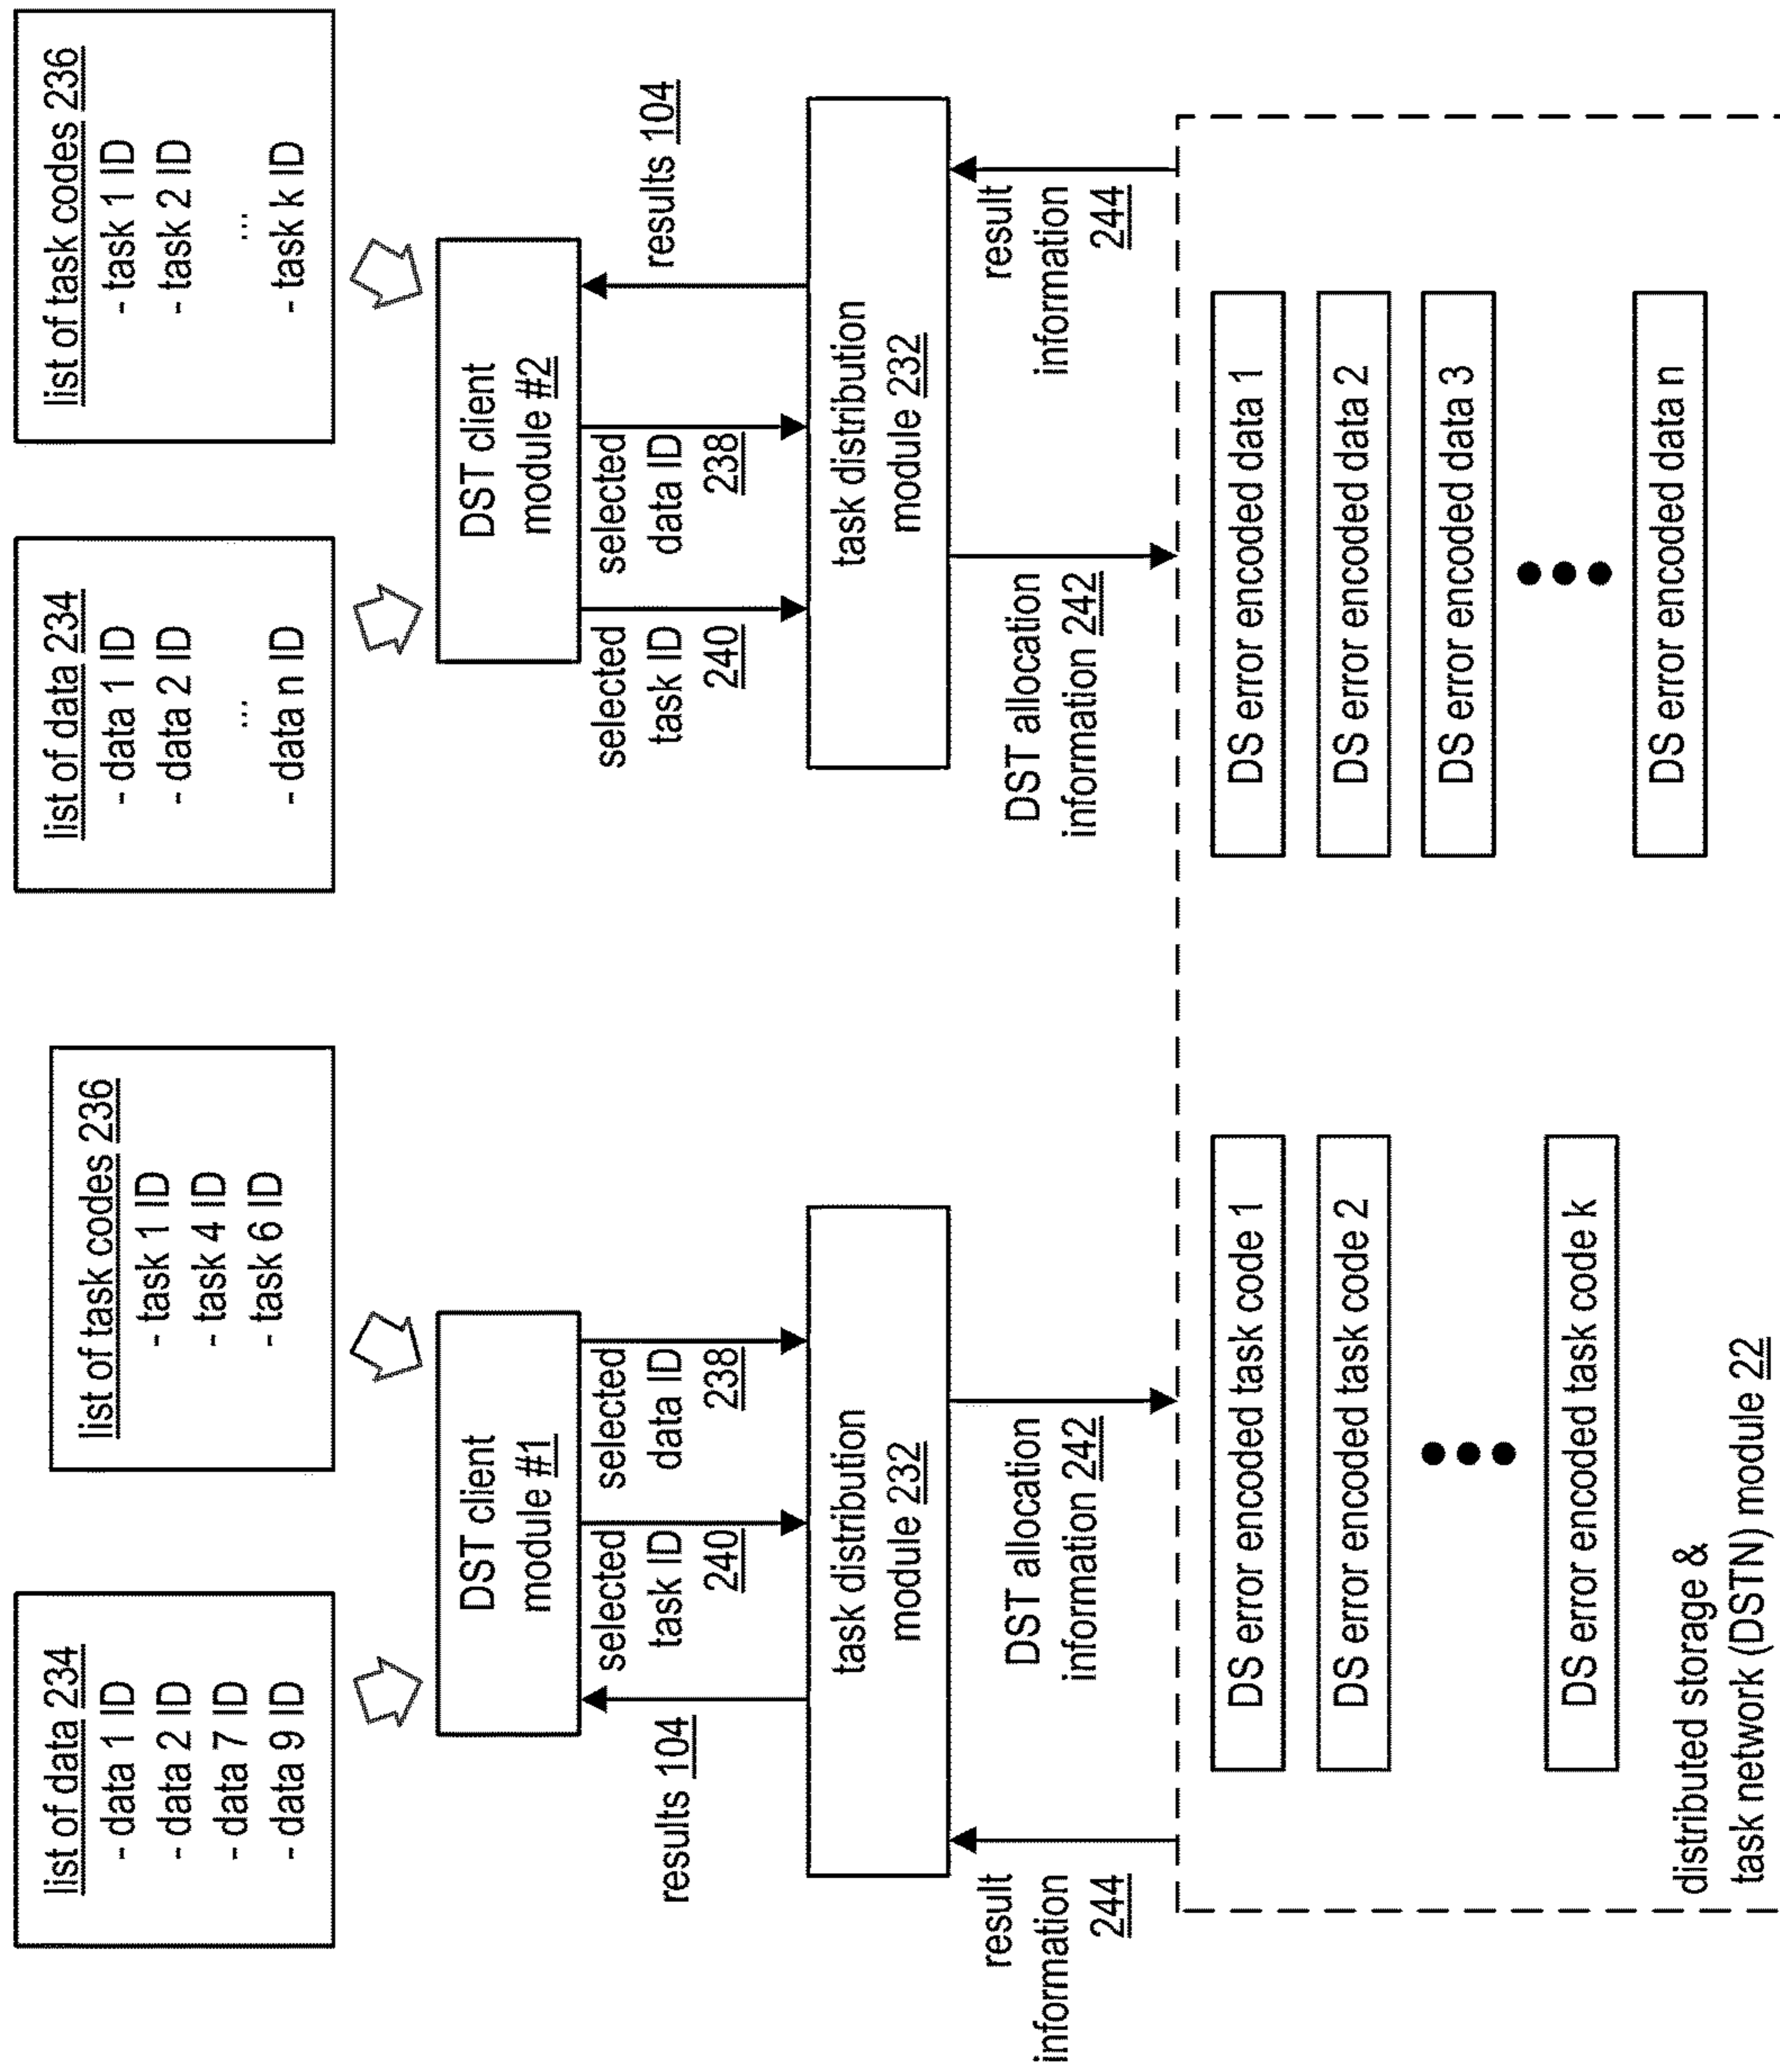 list of data 234
- data 1 ID
- data 2 ID
- data 7 ID
- data 9 ID
list of task codes 236
- task 1 ID
- task 4 ID
- task 6 ID
list of data 234
- data 1 ID
- data 2 ID
...
- data n ID
list of task codes 236
- task 1 ID
- task 2 ID
...
- task k ID
DST client
module #1
DST client
module #2
results 104
selected
task ID
240
selected
data ID
238
selected
task ID
240
selected
data ID
238
results 104
task distribution
module 232
task distribution
module 232
result
information
244
DST allocation
information 242
DST allocation
information 242
result
information
244
DS error encoded task code 1
DS error encoded task code 2
DS error encoded task code k
DS error encoded data 1
DS error encoded data 2
DS error encoded data 3
DS error encoded data n
distributed storage &
task network (DSTN) module 22